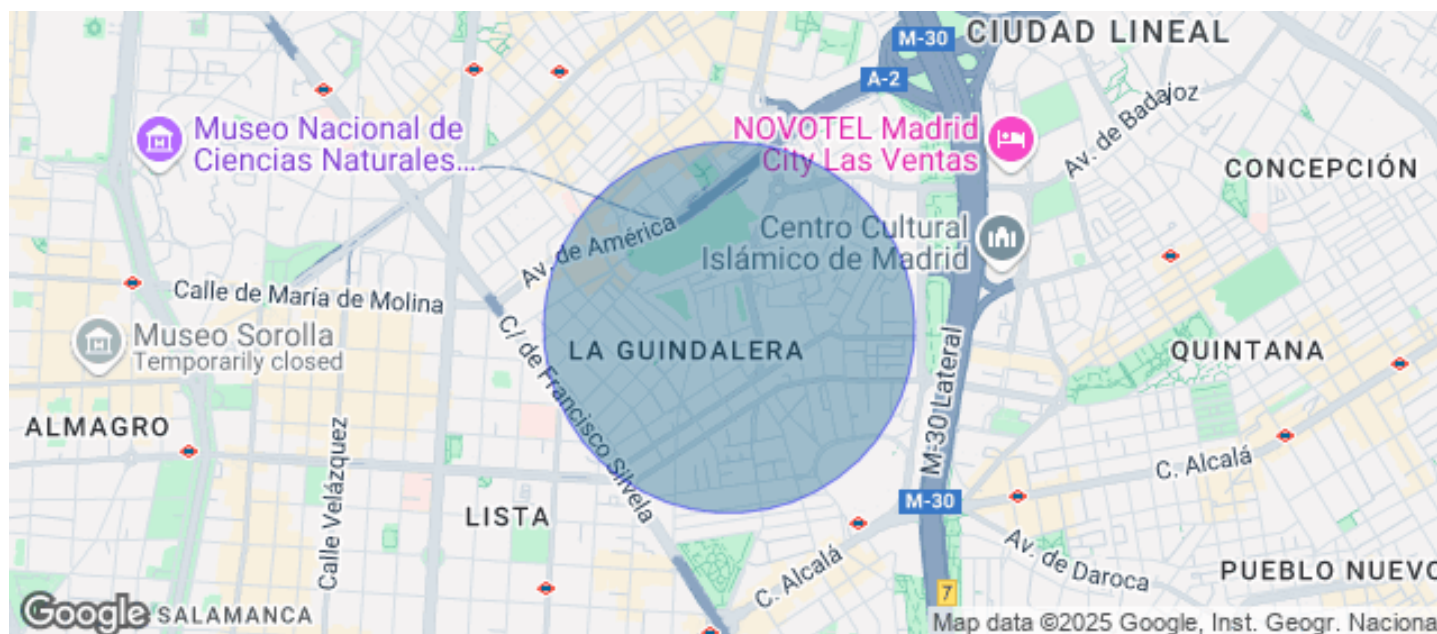 M-30
CIUDAD LINEAL
A-2
Av. de Badajoz
Museo Nacional de
Ciencias Naturales...
NOVOTEL Madrid
City Las Ventas
CONCEPCIÓN
Av. de América
Centro Cultural
Islámico de Madrid
Calle de María de Molina
Museo Sorolla
Temporarily closed
C/ de Francisco Silvela
LA GUINDALERA
QUINTANA
M-30 Lateral
ALMAGRO
Calle Velázquez
C. Alcalá
M-30
LISTA
Av. de Daroca
PUEBLO NUEVO
C. Alcalá
7
Google
SALAMANCA
Map data ©2025 Google, Inst. Geogr. Naciona